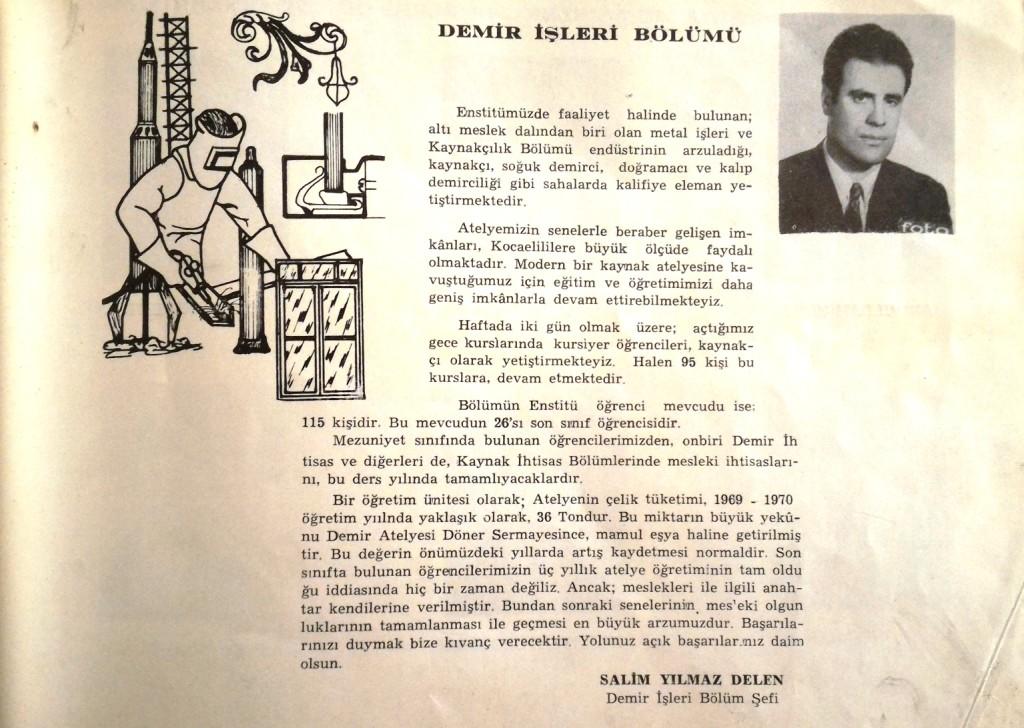 DEMİR İŞLERİ BÖLÜMÜ
Enstitümüzde faaliyet halinde bulunan;
altı meslek dalından biri olan metal işleri ve
Kaynakçılık Bölümü endüstrinin arzuladığı,
kaynakçı, soğuk demirci, doğramacı ve kalıp
demirciliği gibi sahalarda kalifiye eleman ye-
tiştirmektedir.
Atelyemizin senelerle beraber gelişen im-
kânları, Kocaelililere büyük ölçüde faydalı
olmaktadır. Modern bir kaynak atelyesine ka-
vuştuğumuz için eğitim ve öğretimimizi daha
geniş imkânlarla devam ettirebilmekteyiz.
Haftada iki gün olmak üzere; açtığımız
gece kurslarında kursiyer öğrencileri, kaynak-
çı olarak yetiştirmekteyiz. Halen 95 kişi bu
kurslara, devam etmektedir.
Bölümün Enstitü öğrenci mevcudu ise:
115 kişidir. Bu mevcudun 26'sı son sınıf öğrencisidir.
Mezuniyet sınıfında bulunan öğrencilerimizden, onbiri Demir İh
tisas ve diğerleri de, Kaynak İhtisas Bölümlerinde mesleki ihtisasları-
nı, bu ders yılında tamamlıyacaklardır.
Bir öğretim ünitesi olarak; Atelyenin çelik tüketimi, 1969 - 1970
öğretim yıılnda yaklaşık olarak, 36 Tondur. Bu miktarın büyük yekû-
nu Demir Atelyesi Döner Sermayesince, mamul eşya haline getirilmiş
tir. Bu değerin önümüzdeki yıllarda artış kaydetmesi normaldir. Son
sınıfta bulunan öğrencilerimizin üç yıllık atelye öğretiminin tam oldu
ğu iddiasında hiç bir zaman değiliz. Ancak; meslekleri ile ilgili anah-
tar kendilerine verilmiştir. Bundan sonraki senelerinin, mes'eki olgun
luklarının tamamlanması ile geçmesi en büyük arzumuzdur. Başarıla-
rınızı duymak bize kıvanç verecektir. Yolunuz açık başarılarınız daim
olsun.
SALİM YILMAZ DELEN
Demir İşleri Bölüm Şefi
foto